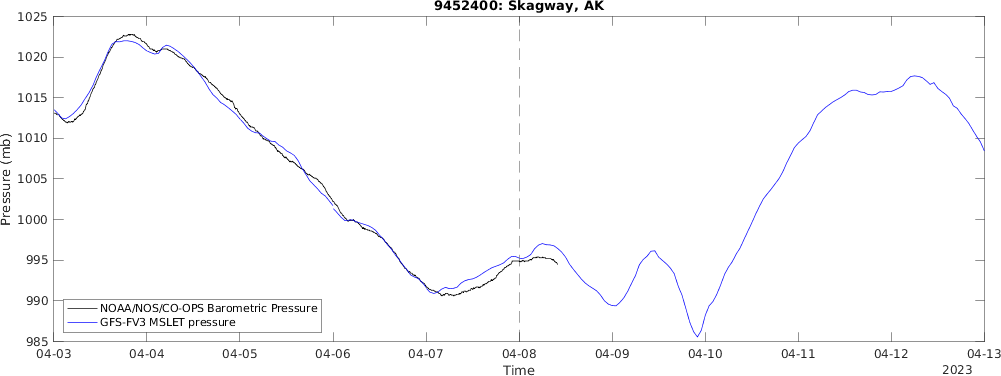 9452400: Skagway, AK
1025
1020
1015
1010
1005
1000
995
990
985
Pressure (mb)
NOAA/NOS/CO-OPS Barometric Pressure
GFS-FV3 MSLET pressure
04-03 04-04 04-05 04-06 04-07 04-08 04-09 04-10 04-11 04-12 04-13
Time
2023